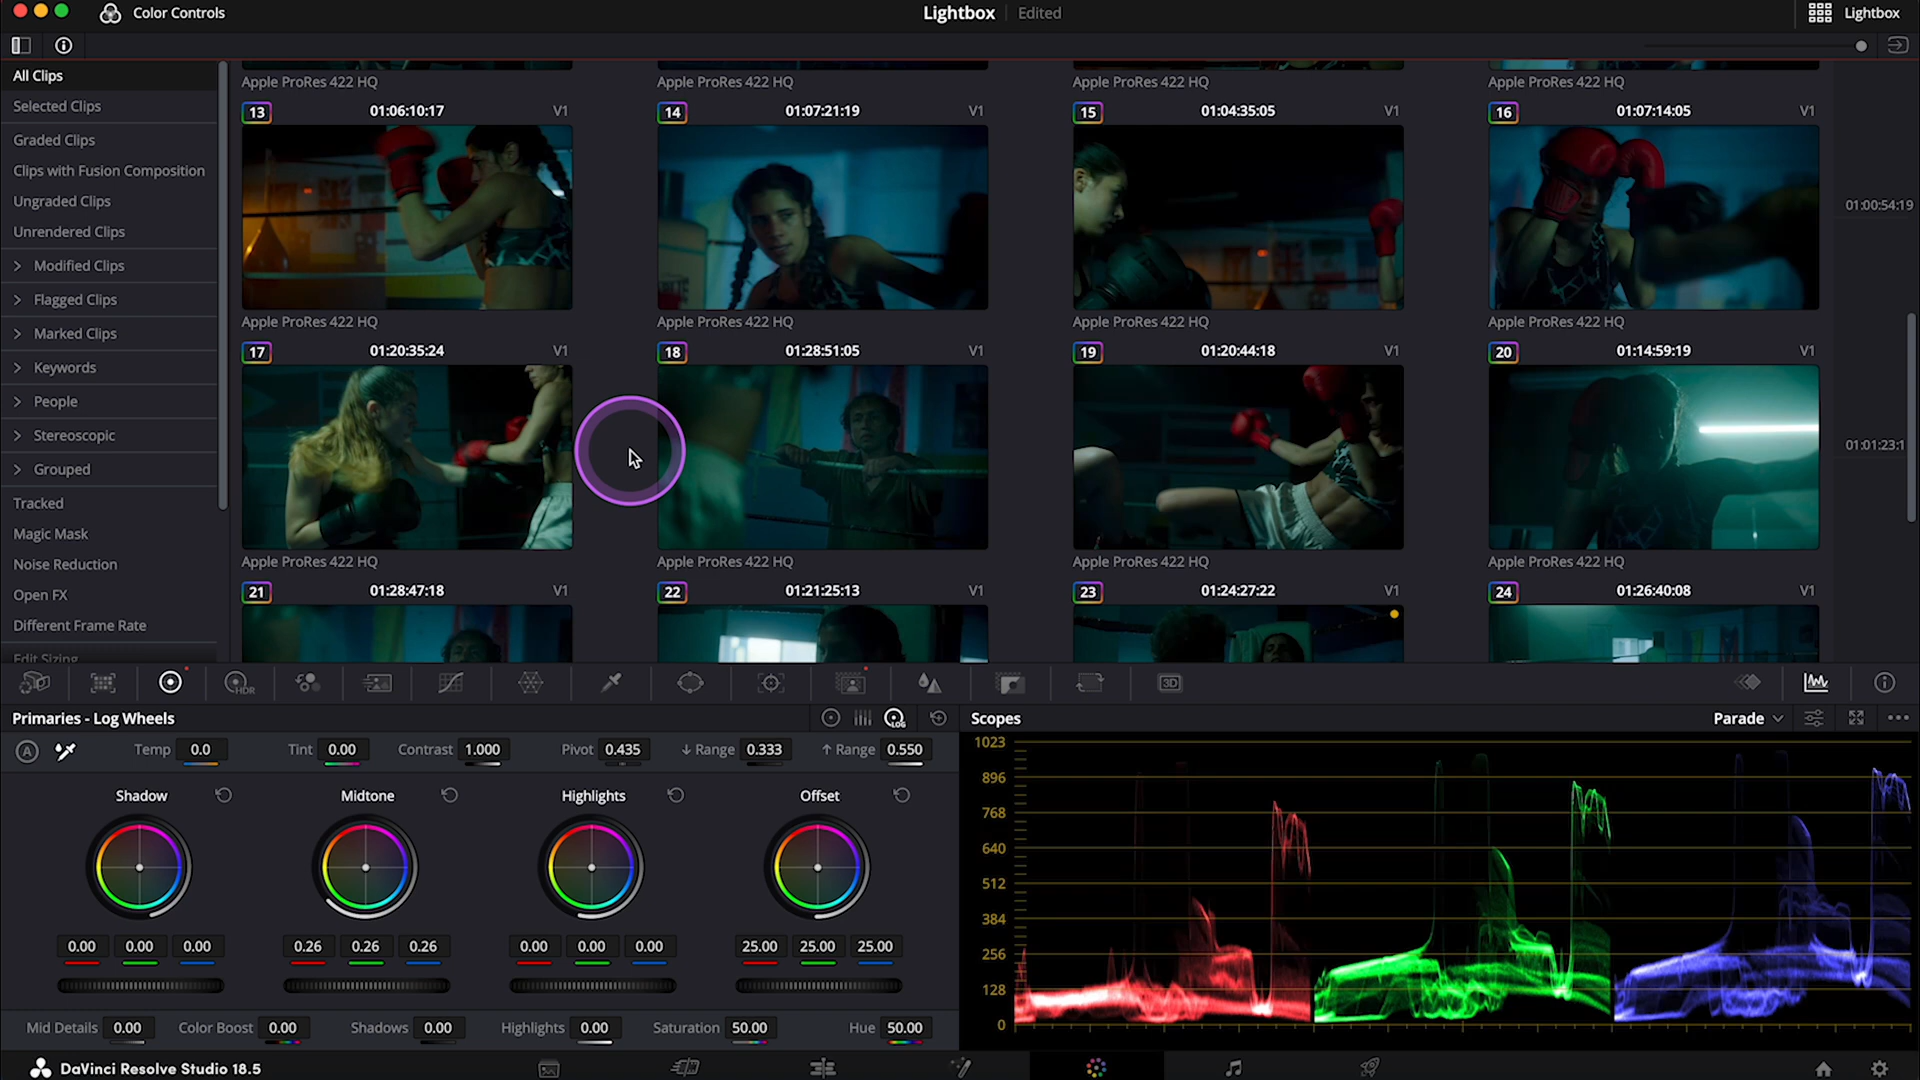 Color Controls
Lightbox Edited
Lightbox
All Clips
Selected Clips
Graded Clips
Clips with Fusion Composition
Ungraded Clips
Unrendered Clips
Modified Clips
Flagged Clips
Marked Clips
Keywords
People
Stereoscopic
Grouped
Tracked
Magic Mask
Noise Reduction
Open FX
Different Frame Rate
Edit Sizing
Apple ProRes 422 HQ Apple ProRes 422 HQ Apple ProRes 422 HQ Apple ProRes 422 HQ
13 01:06:10:17 V1 14 01:07:21:19 V1 15 01:04:35:05 V1 16 01:07:14:05 V1
01:00:54:19
Apple ProRes 422 HQ Apple ProRes 422 HQ Apple ProRes 422 HQ Apple ProRes 422 HQ
17 01:20:35:24 V1 18 01:28:51:05 V1 19 01:20:44:18 V1 20 01:14:59:19 V1
01:01:23:1
Apple ProRes 422 HQ Apple ProRes 422 HQ Apple ProRes 422 HQ Apple ProRes 422 HQ
21 01:28:47:18 V1 22 01:21:25:13 V1 23 01:24:27:22 V1 24 01:26:40:08 V1
HDR
3D
Primaries - Log Wheels
LOG
A Temp 0.0 Tint 0.00 Contrast 1.000 Pivot 0.435 ↓ Range 0.333 ↑ Range 0.550
Shadow Midtone Highlights Offset
0.00 0.00 0.00 0.26 0.26 0.26 0.00 0.00 0.00 25.00 25.00 25.00
Mid Details 0.00 Color Boost 0.00 Shadows 0.00 Highlights 0.00 Saturation 50.00 Hue 50.00
Scopes Parade
1023
896
768
640
512
384
256
128
0
DaVinci Resolve Studio 18.5